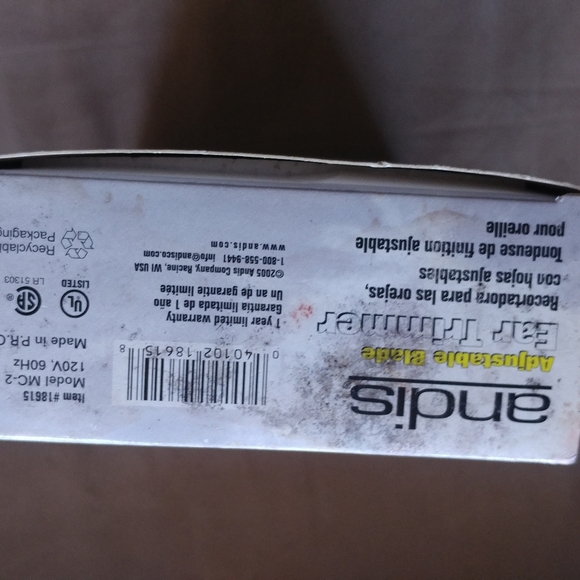 andis
Adjustable Blade
Ear Trimmer
Recortadora para las orejas,
con hojas ajustables
Tondeuse de finition ajustable
pour oreille
0 40102 18615 8
1 year limited warranty
Garantía limitada de 1 año
Un an de garantie limitée
©2005 Andis Company, Racine, WI USA
1-800-558-9441 info@andisco.com
www.andis.com
Item #18615
Model MC-2
120V, 60Hz
Made in P.R.C
UL SP
LISTED LR 51303
Recyclabl
Packaging